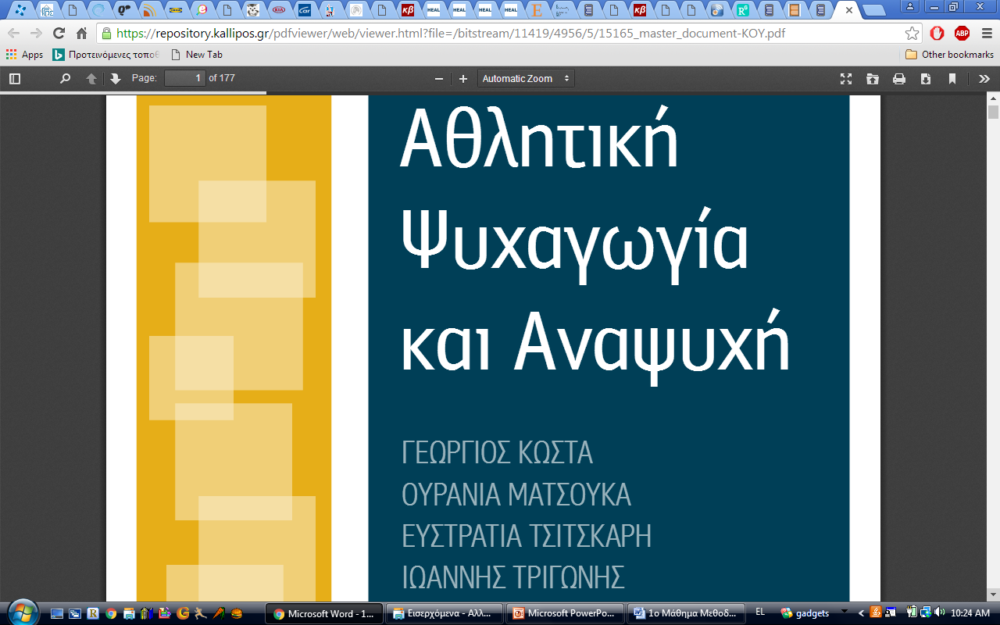 https://repository.kallipos.gr/pdfviewer/web/viewer.html?file=/bitstream/11419/4956/5/15165_master_document-KOY.pdf
Apps
Προτεινόμενες τοποθ
New Tab
Other bookmarks
Page: 1 of 177
Automatic Zoom
Αθλητική
Ψυχαγωγία
και Αναψυχή
ΓΕΩΡΓΙΟΣ ΚΩΣΤΑ
ΟΥΡΑΝΙΑ ΜΑΤΣΟΥΚΑ
ΕΥΣΤΡΑΤΙΑ ΤΣΙΤΣΚΑΡΗ
ΙΩΑΝΝΗΣ ΤΡΙΓΩΝΗΣ
Microsoft Word - 1...
Εισερχόμενα - Αλλ...
Microsoft PowerPo...
1ο Μάθημα Μεθοδ...
EL
gadgets
10:24 AM